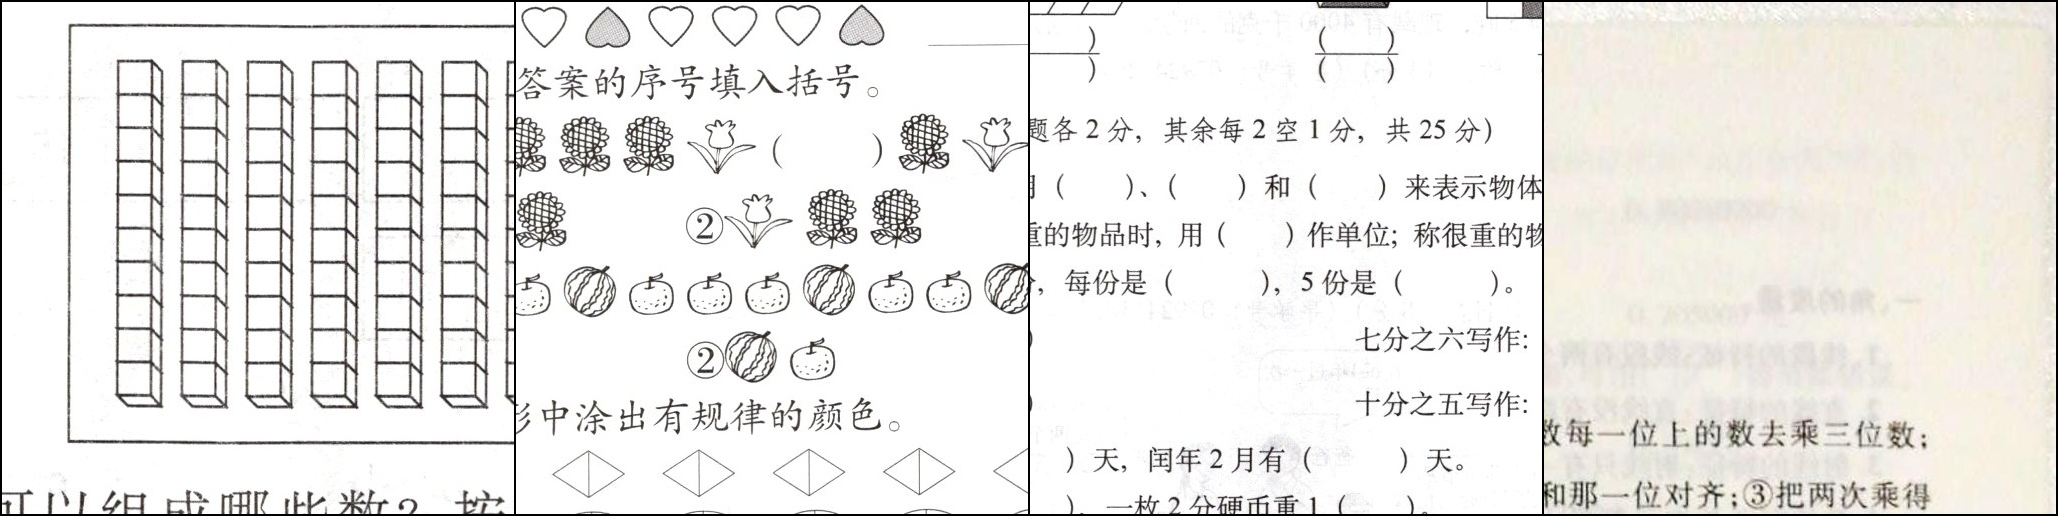 可以组成哪些数? 按
答案的序号填入括号。
( )
②
②
形中涂出有规律的颜色。
) ( )
) ( )
题各 2 分, 其余每 2 空 1 分, 共 25 分)
用 ( )、( ) 和 ( ) 来表示物体
重的物品时, 用 ( ) 作单位; 称很重的物
, 每份是 ( ), 5 份是 ( )。
) 七分之六写作:
) 十分之五写作:
) 天, 闰年 2 月有 ( ) 天。
), 一枚 2 分硬币重 1 ( )。
数每一位上的数去乘三位数;
和那一位对齐;③把两次乘得